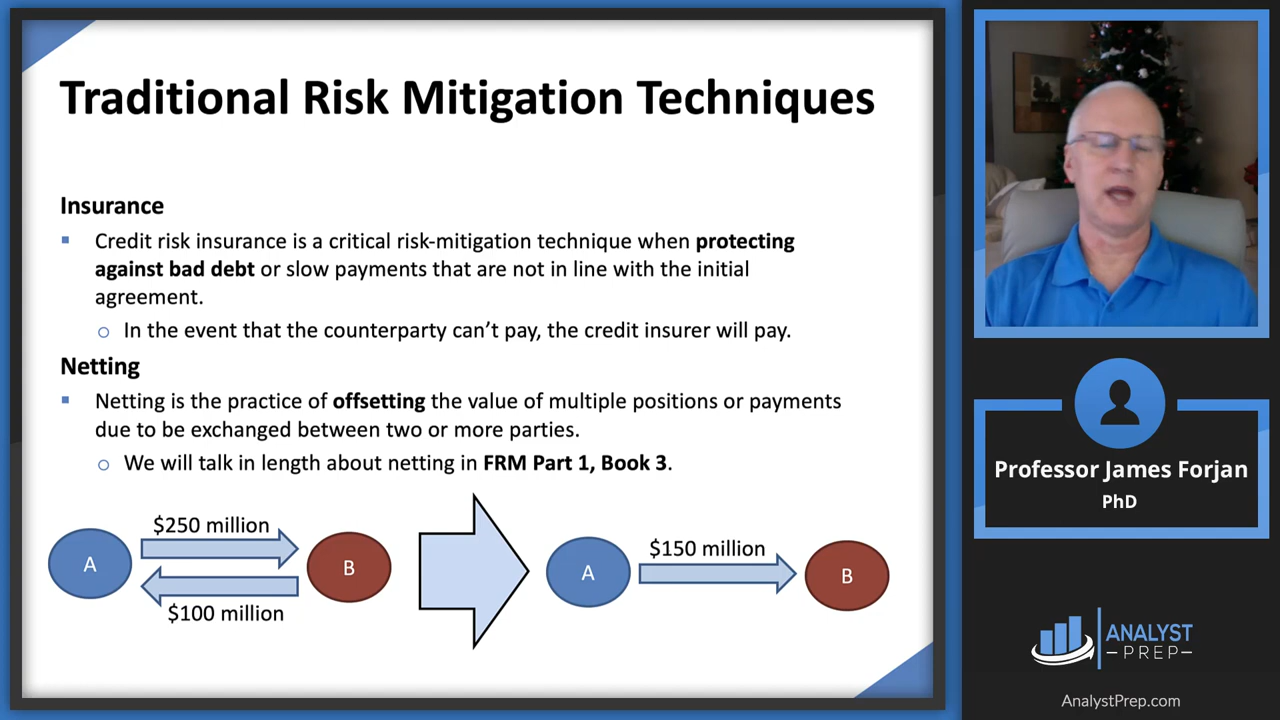 Traditional Risk Mitigation Techniques
Insurance
Credit risk insurance is a critical risk-mitigation technique when protecting
against bad debt or slow payments that are not in line with the initial
agreement.
In the event that the counterparty can’t pay, the credit insurer will pay.
Netting
Netting is the practice of offsetting the value of multiple positions or payments
due to be exchanged between two or more parties.
We will talk in length about netting in FRM Part 1, Book 3.
$250 million
A
B
$100 million
$150 million
A
B
Professor James Forjan
PhD
ANALYST
PREP
AnalystPrep.com